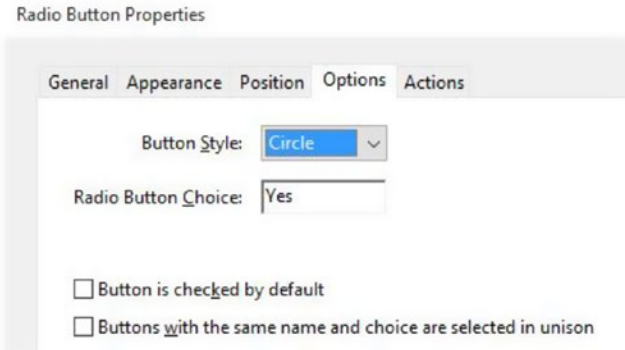 Radio Button Properties
General Appearance Position Options Actions
Button Style: Circle
Radio Button Choice: Yes
Button is checked by default
Buttons with the same name and choice are selected in unison